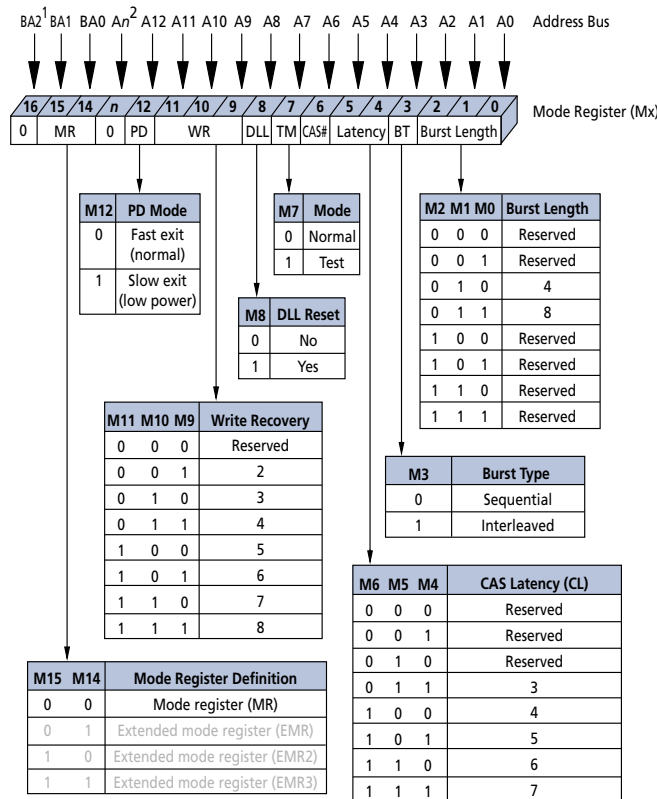 BA2¹ BA1 BA0 An² A12 A11 A10 A9 A8 A7 A6 A5 A4 A3 A2 A1 A0 Address Bus
16 15 14 n 12 11 10 9 8 7 6 5 4 3 2 1 0 Mode Register (Mx)
0 MR 0 PD WR DLL TM CAS# Latency BT Burst Length
M12 PD Mode
0 Fast exit
(normal)
1 Slow exit
(low power)
M7 Mode
0 Normal
1 Test
M2 M1 M0 Burst Length
0 0 0 Reserved
0 0 1 Reserved
0 1 0 4
0 1 1 8
1 0 0 Reserved
1 0 1 Reserved
1 1 0 Reserved
1 1 1 Reserved
M8 DLL Reset
0 No
1 Yes
M11 M10 M9 Write Recovery
0 0 0 Reserved
0 0 1 2
0 1 0 3
0 1 1 4
1 0 0 5
1 0 1 6
1 1 0 7
1 1 1 8
M3 Burst Type
0 Sequential
1 Interleaved
M6 M5 M4 CAS Latency (CL)
0 0 0 Reserved
0 0 1 Reserved
0 1 0 Reserved
0 1 1 3
1 0 0 4
1 0 1 5
1 1 0 6
1 1 1 7
M15 M14 Mode Register Definition
0 0 Mode register (MR)
0 1 Extended mode register (EMR)
1 0 Extended mode register (EMR2)
1 1 Extended mode register (EMR3)